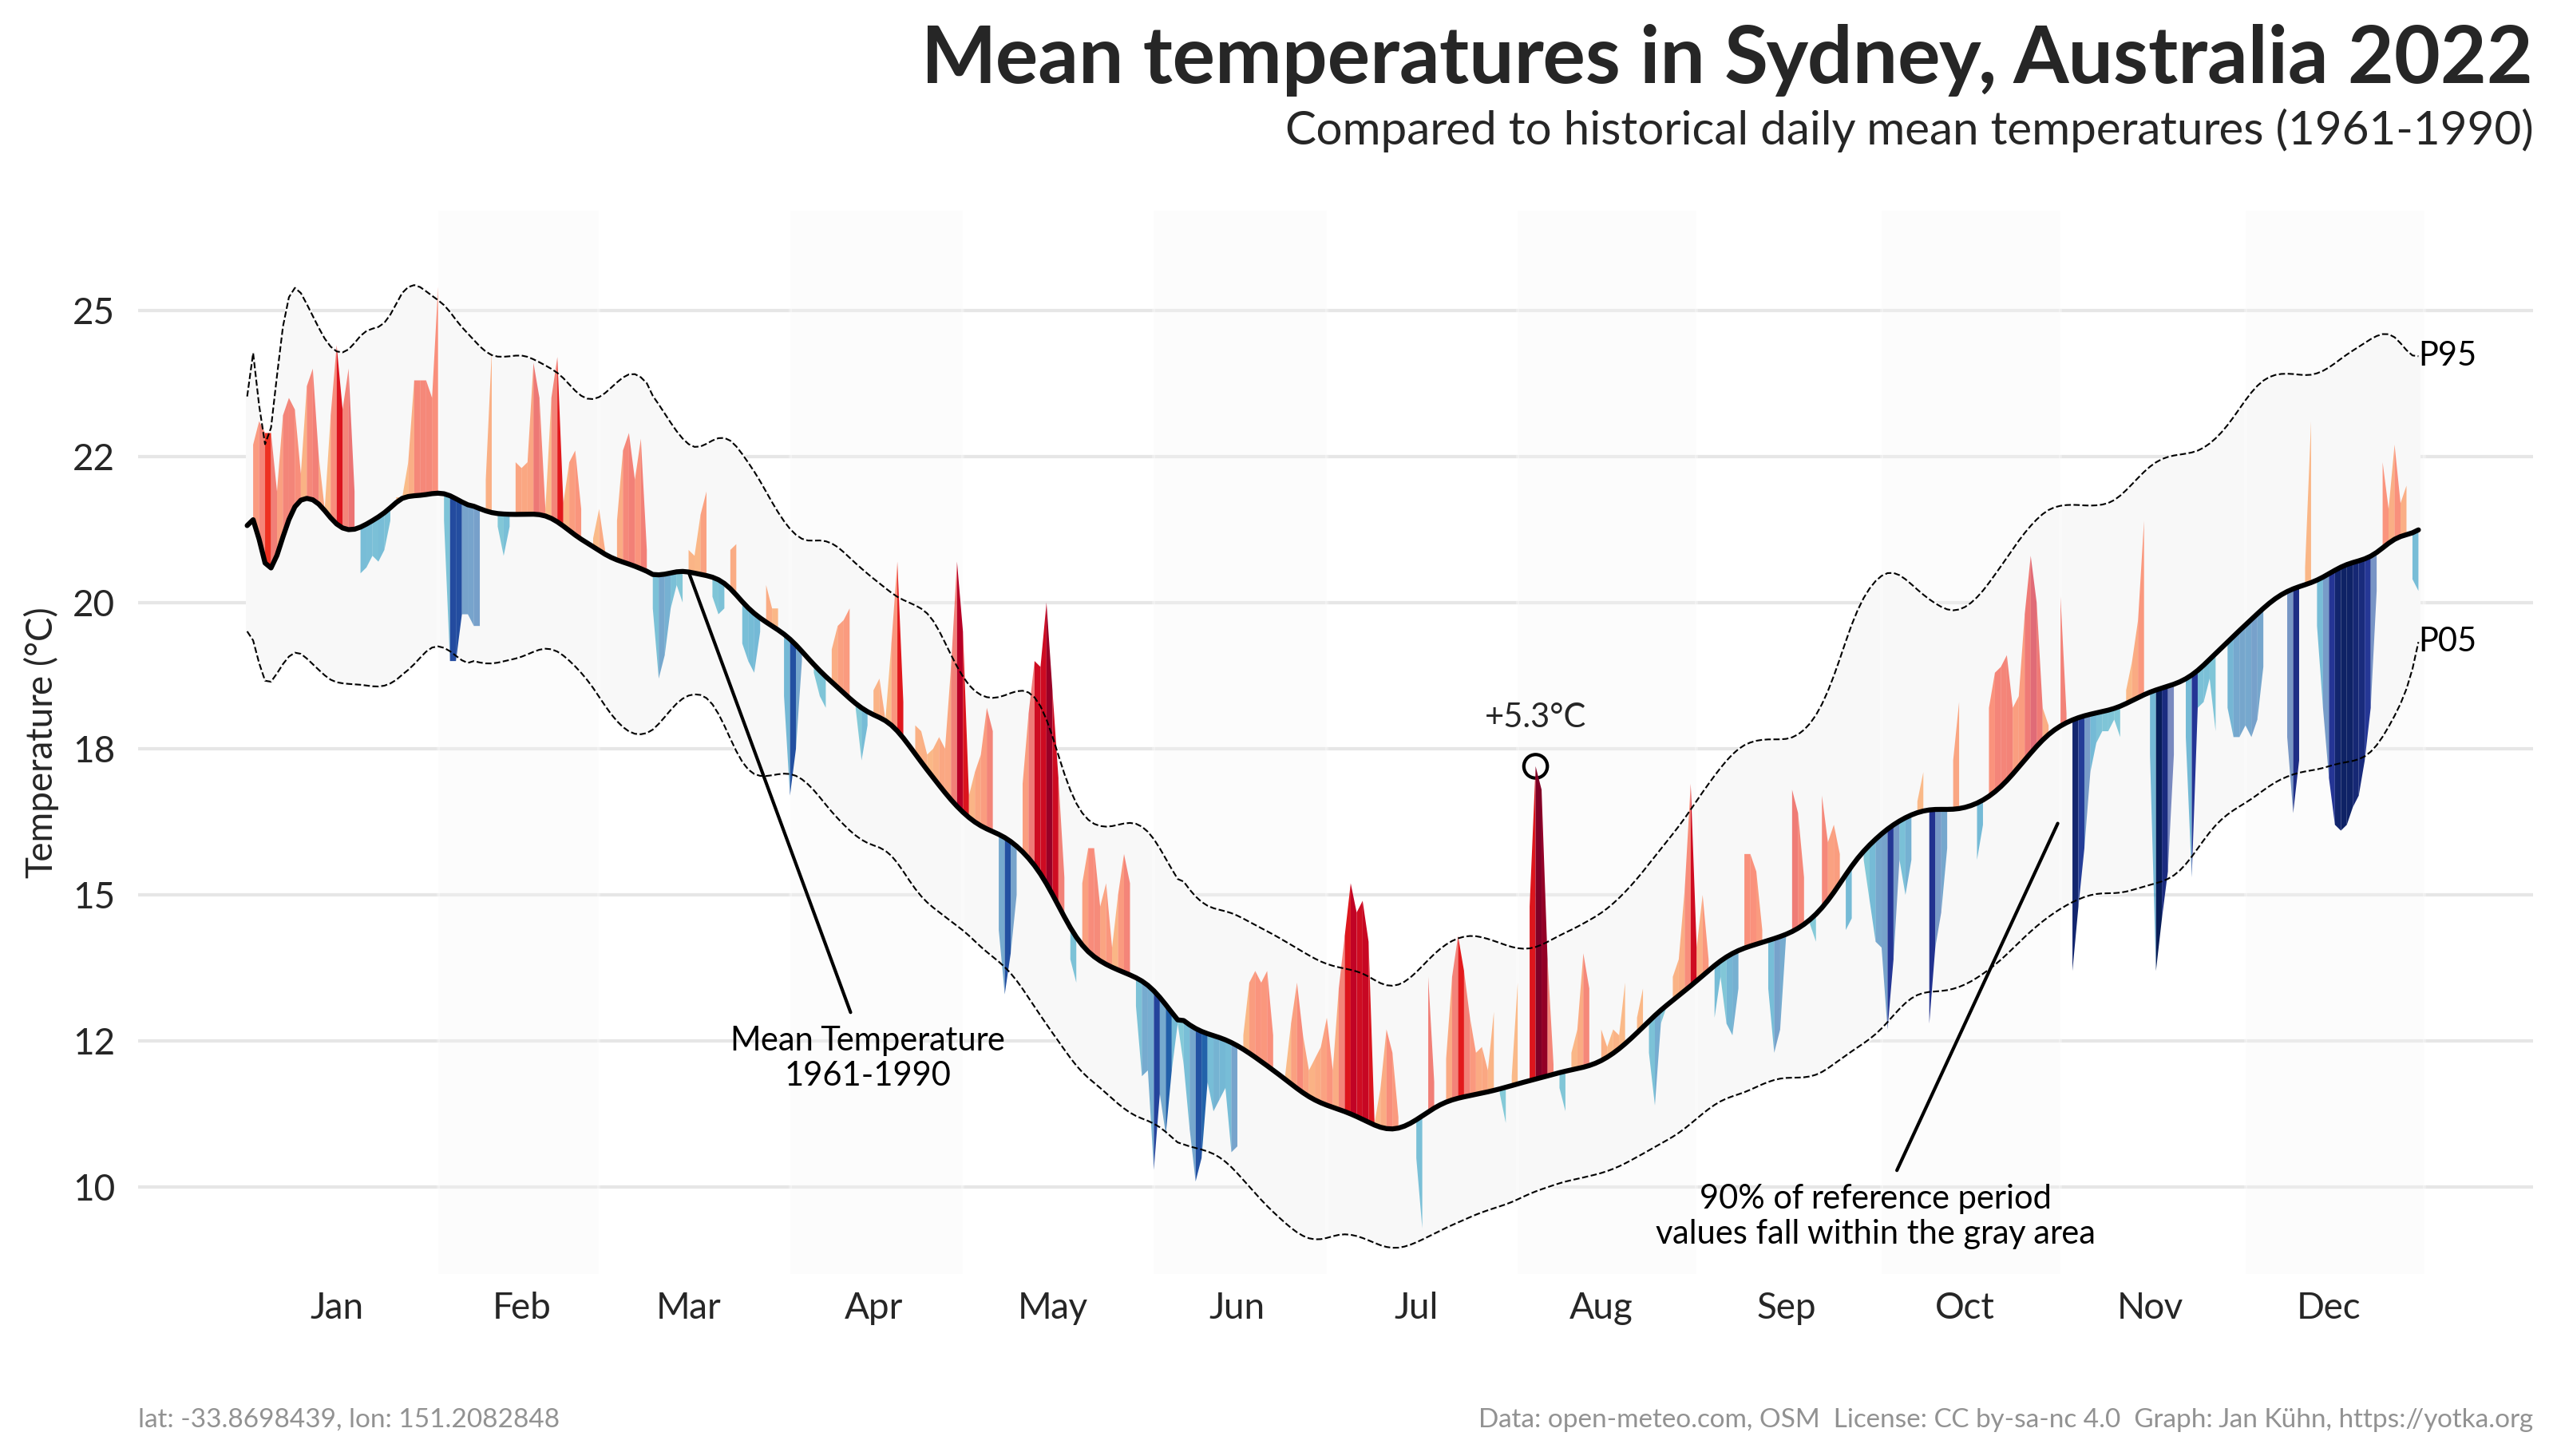 Mean temperatures in Sydney, Australia 2022
Compared to historical daily mean temperatures (1961-1990)
Temperature (°C)
25
22
20
18
15
12
10
P95
P05
+5.3°C
Mean Temperature
1961-1990
90% of reference period
values fall within the gray area
Jan Feb Mar Apr May Jun Jul Aug Sep Oct Nov Dec
lat: -33.8698439, lon: 151.2082848
Data: open-meteo.com, OSM License: CC by-sa-nc 4.0 Graph: Jan Kühn, https://yotka.org